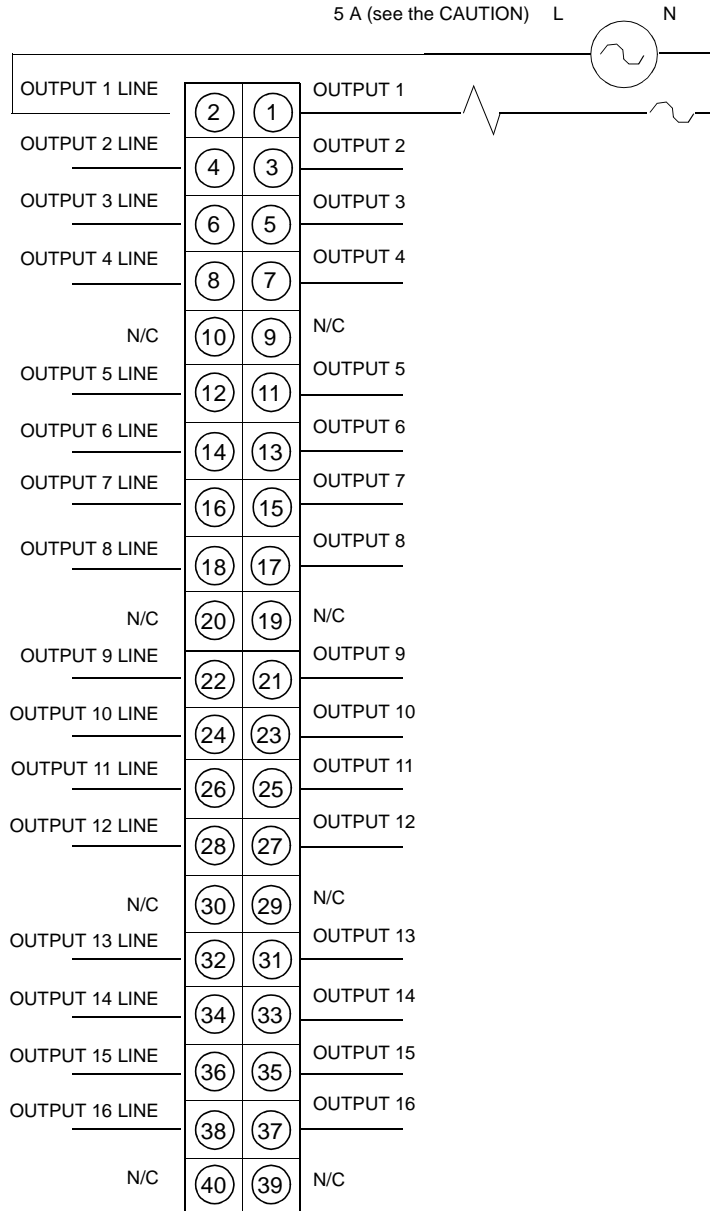 5 A (see the CAUTION) L N
OUTPUT 1 LINE 2 1 OUTPUT 1
OUTPUT 2 LINE 4 3 OUTPUT 2
OUTPUT 3 LINE 6 5 OUTPUT 3
OUTPUT 4 LINE 8 7 OUTPUT 4
N/C 10 9 N/C
OUTPUT 5 LINE 12 11 OUTPUT 5
OUTPUT 6 LINE 14 13 OUTPUT 6
OUTPUT 7 LINE 16 15 OUTPUT 7
OUTPUT 8 LINE 18 17 OUTPUT 8
N/C 20 19 N/C
OUTPUT 9 LINE 22 21 OUTPUT 9
OUTPUT 10 LINE 24 23 OUTPUT 10
OUTPUT 11 LINE 26 25 OUTPUT 11
OUTPUT 12 LINE 28 27 OUTPUT 12
N/C 30 29 N/C
OUTPUT 13 LINE 32 31 OUTPUT 13
OUTPUT 14 LINE 34 33 OUTPUT 14
OUTPUT 15 LINE 36 35 OUTPUT 15
OUTPUT 16 LINE 38 37 OUTPUT 16
N/C 40 39 N/C